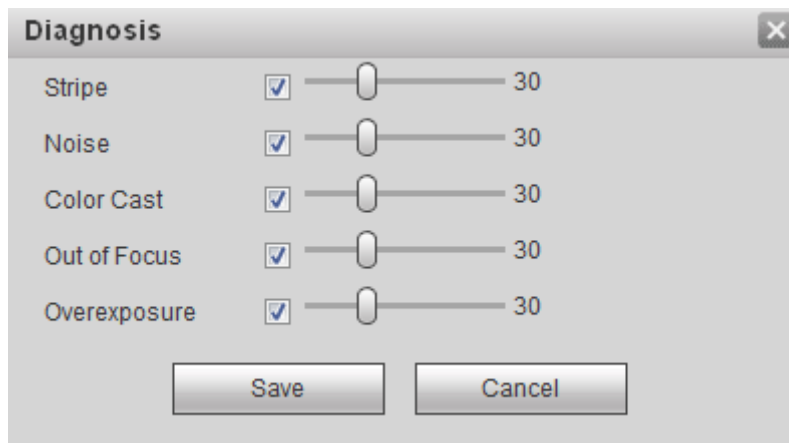 Diagnosis
Stripe 30
Noise 30
Color Cast 30
Out of Focus 30
Overexposure 30
Save Cancel